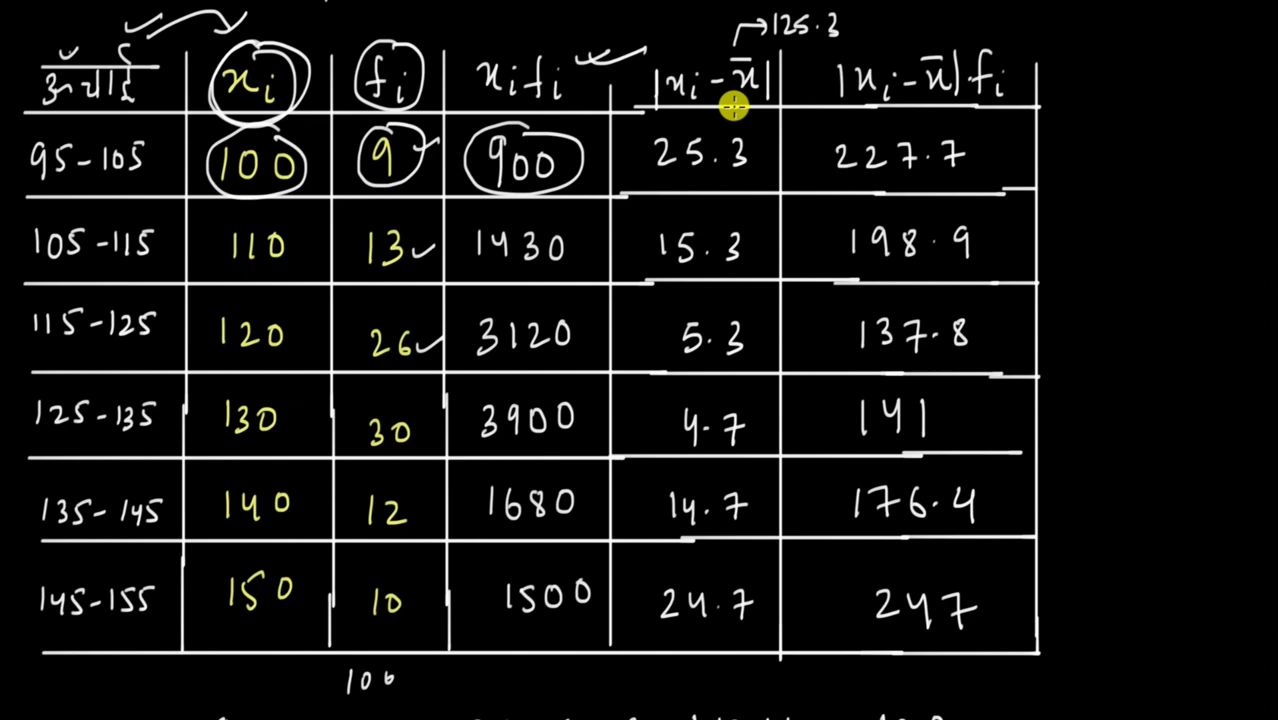 →125.3
ऊंचाई xᵢ fᵢ xᵢfᵢ |xᵢ-x̄| |xᵢ-x̄|fᵢ
95-105 100 9 900 25.3 227.7
105-115 110 13 1430 15.3 198.9
115-125 120 26 3120 5.3 137.8
125-135 130 30 3900 4.7 141
135-145 140 12 1680 14.7 176.4
145-155 150 10 1500 24.7 247
100